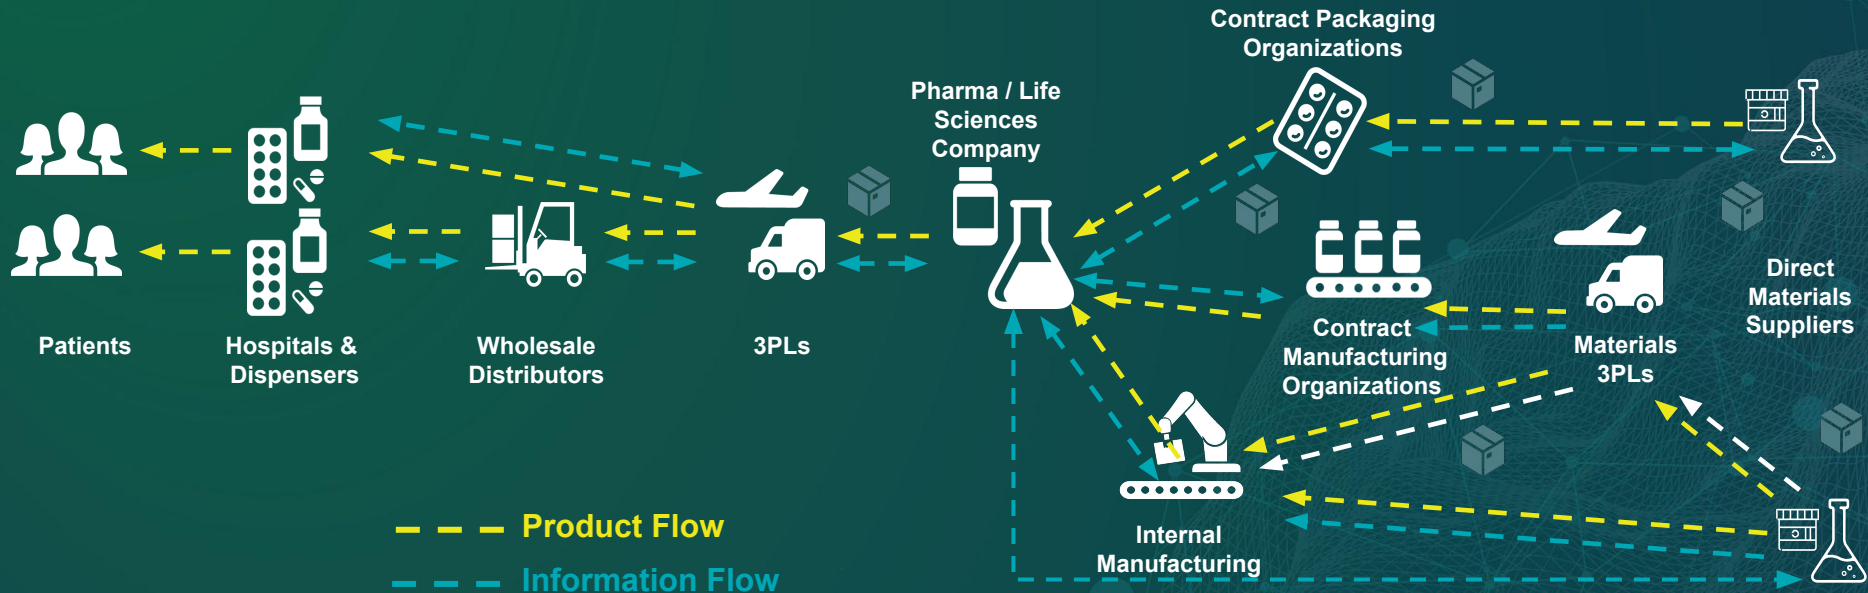 Contract Packaging
Organizations
Pharma / Life
Sciences
Company
Direct
Materials
Suppliers
Patients
Hospitals &
Dispensers
Wholesale
Distributors
3PLs
Contract
Manufacturing
Organizations
Materials
3PLs
Internal
Manufacturing
Product Flow
Information Flow